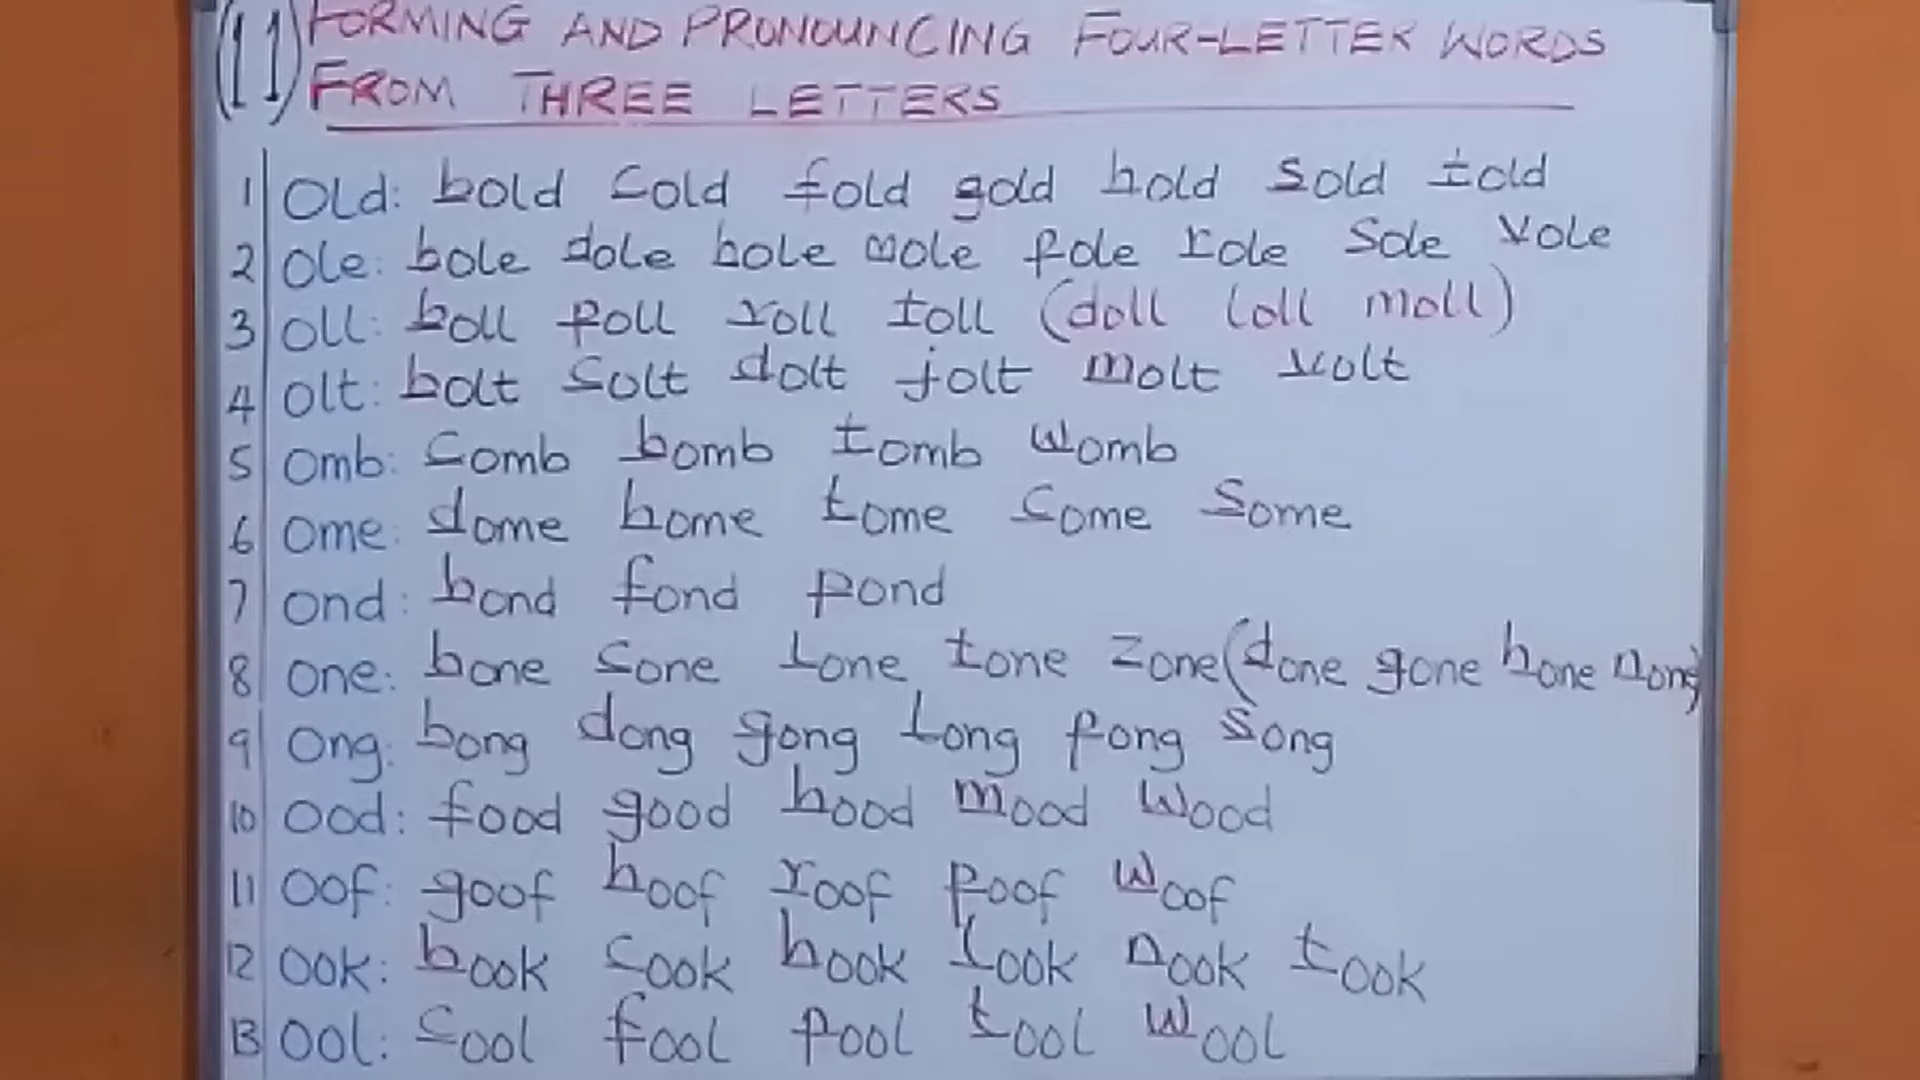 (11) FORMING AND PRONOUNCING FOUR-LETTER WORDS
FROM THREE LETTERS
1 Old: bold cold fold gold hold sold told
2 Ole: bole dole hole mole pole role sole vole
3 Oll: boll poll roll toll (doll loll moll)
4 olt: bolt colt dolt jolt molt volt
5 Omb: comb bomb tomb womb
6 Ome: dome home tome come some
7 Ond: bond fond pond
8 One: bone cone lone tone zone (done gone hone none)
9 Ong: bong dong gong long pong song
10 Ood: food good hood mood wood
11 Oof: goof hoof roof poof woof
12 Ook: book cook hook look nook took
13 Ool: cool fool pool tool wool